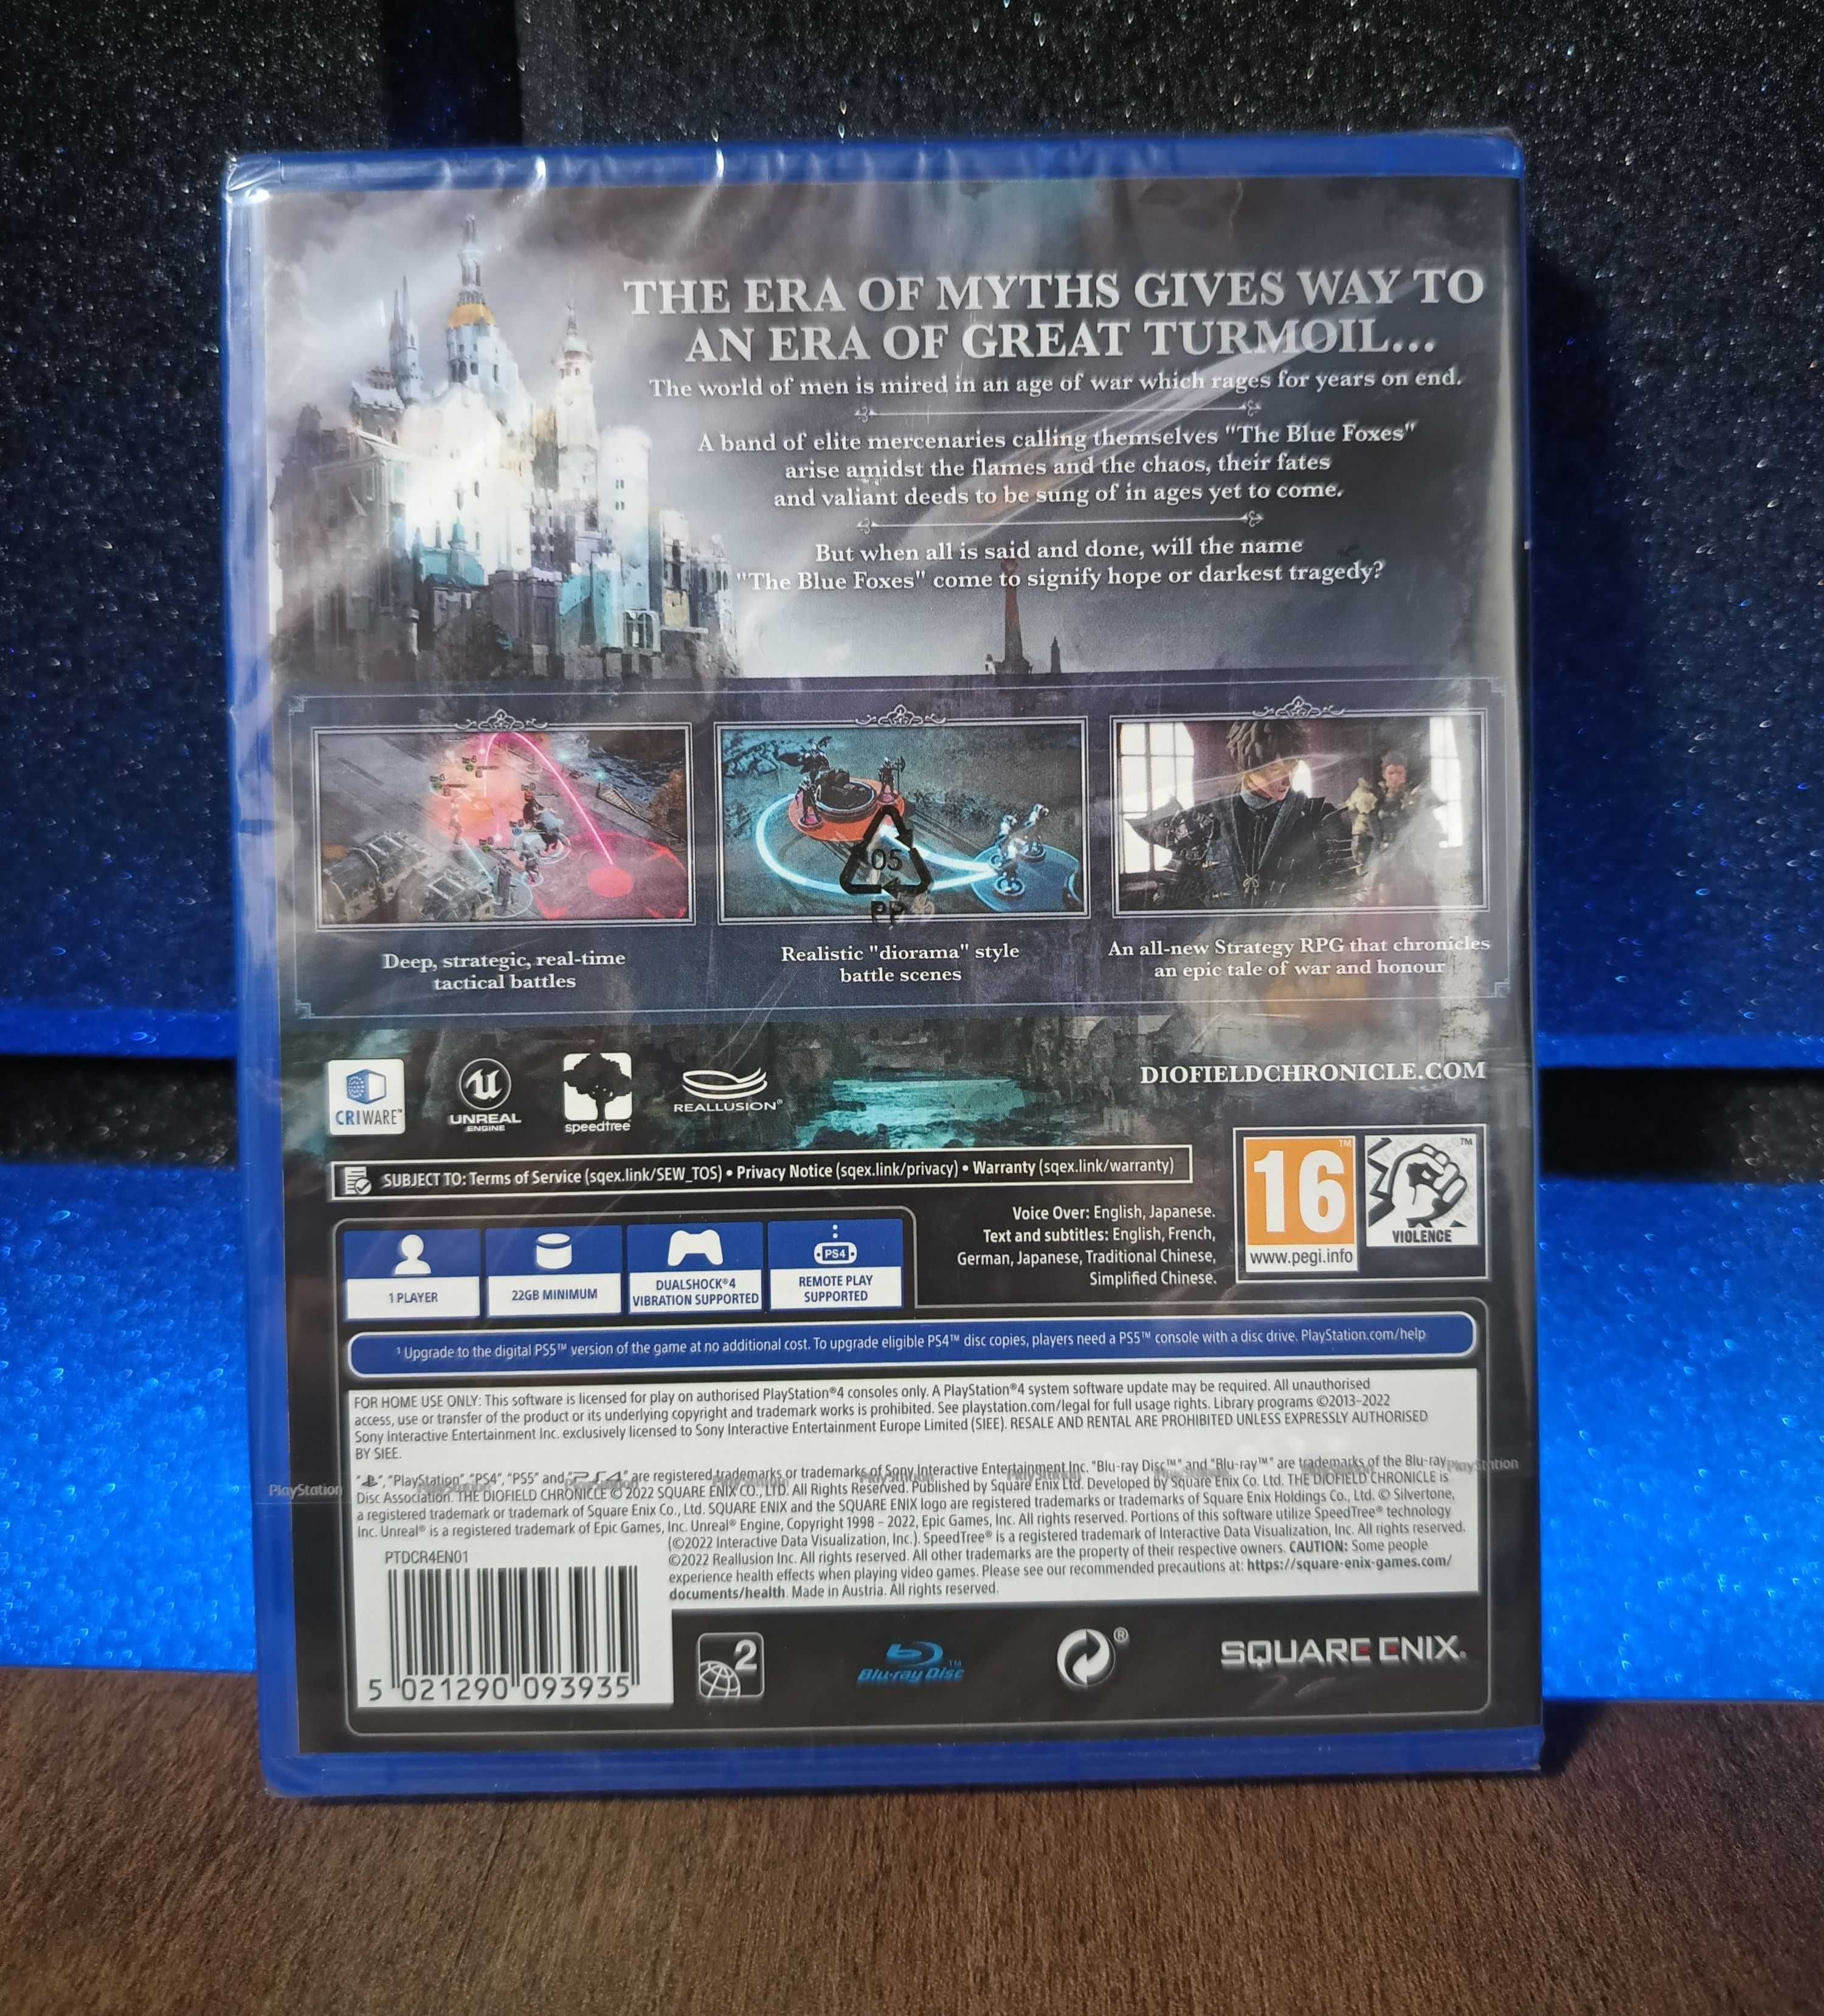 THE ERA OF MYTHS GIVES WAY TO
AN ERA OF GREAT TURMOIL...
The world of men is mired in an age of war which rages for years on end.
A band of elite mercenaries calling themselves "The Blue Foxes"
arise amidst the flames and the chaos, their fates
and valiant deeds to be sung of in ages yet to come.
But when all is said and done, will the name
"The Blue Foxes" come to signify hope or darkest tragedy?
05
PP
Deep, strategic, real-time
tactical battles
Realistic "diorama" style
battle scenes
An all-new Strategy RPG that chronicles
an epic tale of war and honour
CRIWARE™
UNREAL
ENGINE
speedtree®
REALLUSION®
DIOFIELDCHRONICLE.COM
SUBJECT TO: Terms of Service (sqex.link/SEW_TOS) • Privacy Notice (sqex.link/privacy) • Warranty (sqex.link/warranty)
16
www.pegi.info
VIOLENCE
Voice Over: English, Japanese.
Text and subtitles: English, French,
German, Japanese, Traditional Chinese,
Simplified Chinese.
1 PLAYER
22GB MINIMUM
DUALSHOCK®4
VIBRATION SUPPORTED
PS4
REMOTE PLAY
SUPPORTED
¹ Upgrade to the digital PS5™ version of the game at no additional cost. To upgrade eligible PS4™ disc copies, players need a PS5™ console with a disc drive. PlayStation.com/help
FOR HOME USE ONLY: This software is licensed for play on authorised PlayStation®4 consoles only. A PlayStation®4 system software update may be required. All unauthorised
access, use or transfer of the product or its underlying copyright and trademark works is prohibited. See playstation.com/legal for full usage rights. Library programs ©2013-2022
Sony Interactive Entertainment Inc. exclusively licensed to Sony Interactive Entertainment Europe Limited (SIEE). RESALE AND RENTAL ARE PROHIBITED UNLESS EXPRESSLY AUTHORISED
BY SIEE.
"", "PlayStation", "PS4", "PS5" and "PS4" are registered trademarks or trademarks of Sony Interactive Entertainment Inc. "Blu-ray Disc™" and "Blu-ray™" are trademarks of the Blu-ray
Disc Association. THE DIOFIELD CHRONICLE © 2022 SQUARE ENIX CO., LTD. All Rights Reserved. Published by Square Enix Ltd. Developed by Square Enix Co. Ltd. THE DIOFIELD CHRONICLE is
a registered trademark or trademark of Square Enix Co., Ltd. SQUARE ENIX and the SQUARE ENIX logo are registered trademarks or trademarks of Square Enix Holdings Co., Ltd. © Silvertone,
Inc. Unreal® is a registered trademark of Epic Games, Inc. Unreal® Engine, Copyright 1998 – 2022, Epic Games, Inc. All rights reserved. Portions of this software utilize SpeedTree® technology
(©2022 Interactive Data Visualization, Inc.). SpeedTree® is a registered trademark of Interactive Data Visualization, Inc. All rights reserved.
©2022 Reallusion Inc. All rights reserved. All other trademarks are the property of their respective owners. CAUTION: Some people
experience health effects when playing video games. Please see our recommended precautions at: https://square-enix-games.com/
documents/health. Made in Austria. All rights reserved.
PlayStation
PlayStation
PTDCR4EN01
5 021290 093935
2
Blu-ray Disc™
SQUARE ENIX®